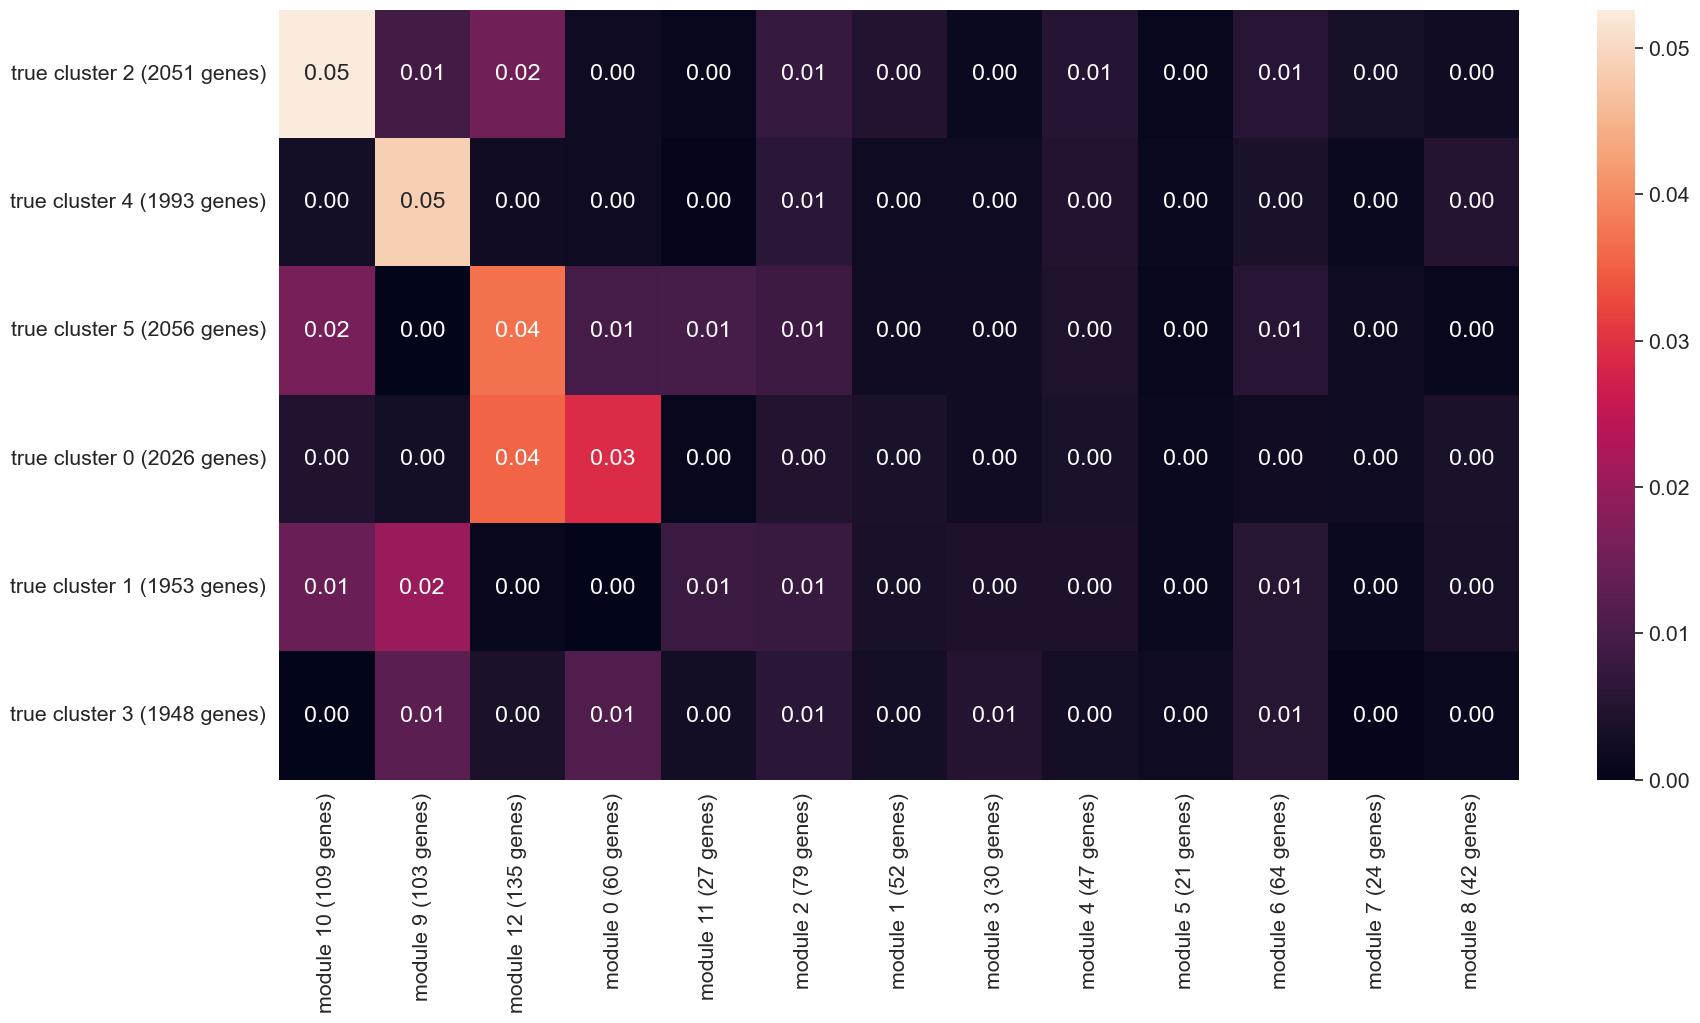 true cluster 2 (2051 genes) 0.05 0.01 0.02 0.00 0.00 0.01 0.00 0.00 0.01 0.00 0.01 0.00 0.00
true cluster 4 (1993 genes) 0.00 0.05 0.00 0.00 0.00 0.01 0.00 0.00 0.00 0.00 0.00 0.00 0.00
true cluster 5 (2056 genes) 0.02 0.00 0.04 0.01 0.01 0.01 0.00 0.00 0.00 0.00 0.01 0.00 0.00
true cluster 0 (2026 genes) 0.00 0.00 0.04 0.03 0.00 0.00 0.00 0.00 0.00 0.00 0.00 0.00 0.00
true cluster 1 (1953 genes) 0.01 0.02 0.00 0.00 0.01 0.01 0.00 0.00 0.00 0.00 0.01 0.00 0.00
true cluster 3 (1948 genes) 0.00 0.01 0.00 0.01 0.00 0.01 0.00 0.01 0.00 0.00 0.01 0.00 0.00
module 10 (109 genes)
module 9 (103 genes)
module 12 (135 genes)
module 0 (60 genes)
module 11 (27 genes)
module 2 (79 genes)
module 1 (52 genes)
module 3 (30 genes)
module 4 (47 genes)
module 5 (21 genes)
module 6 (64 genes)
module 7 (24 genes)
module 8 (42 genes)
0.05
0.04
0.03
0.02
0.01
0.00